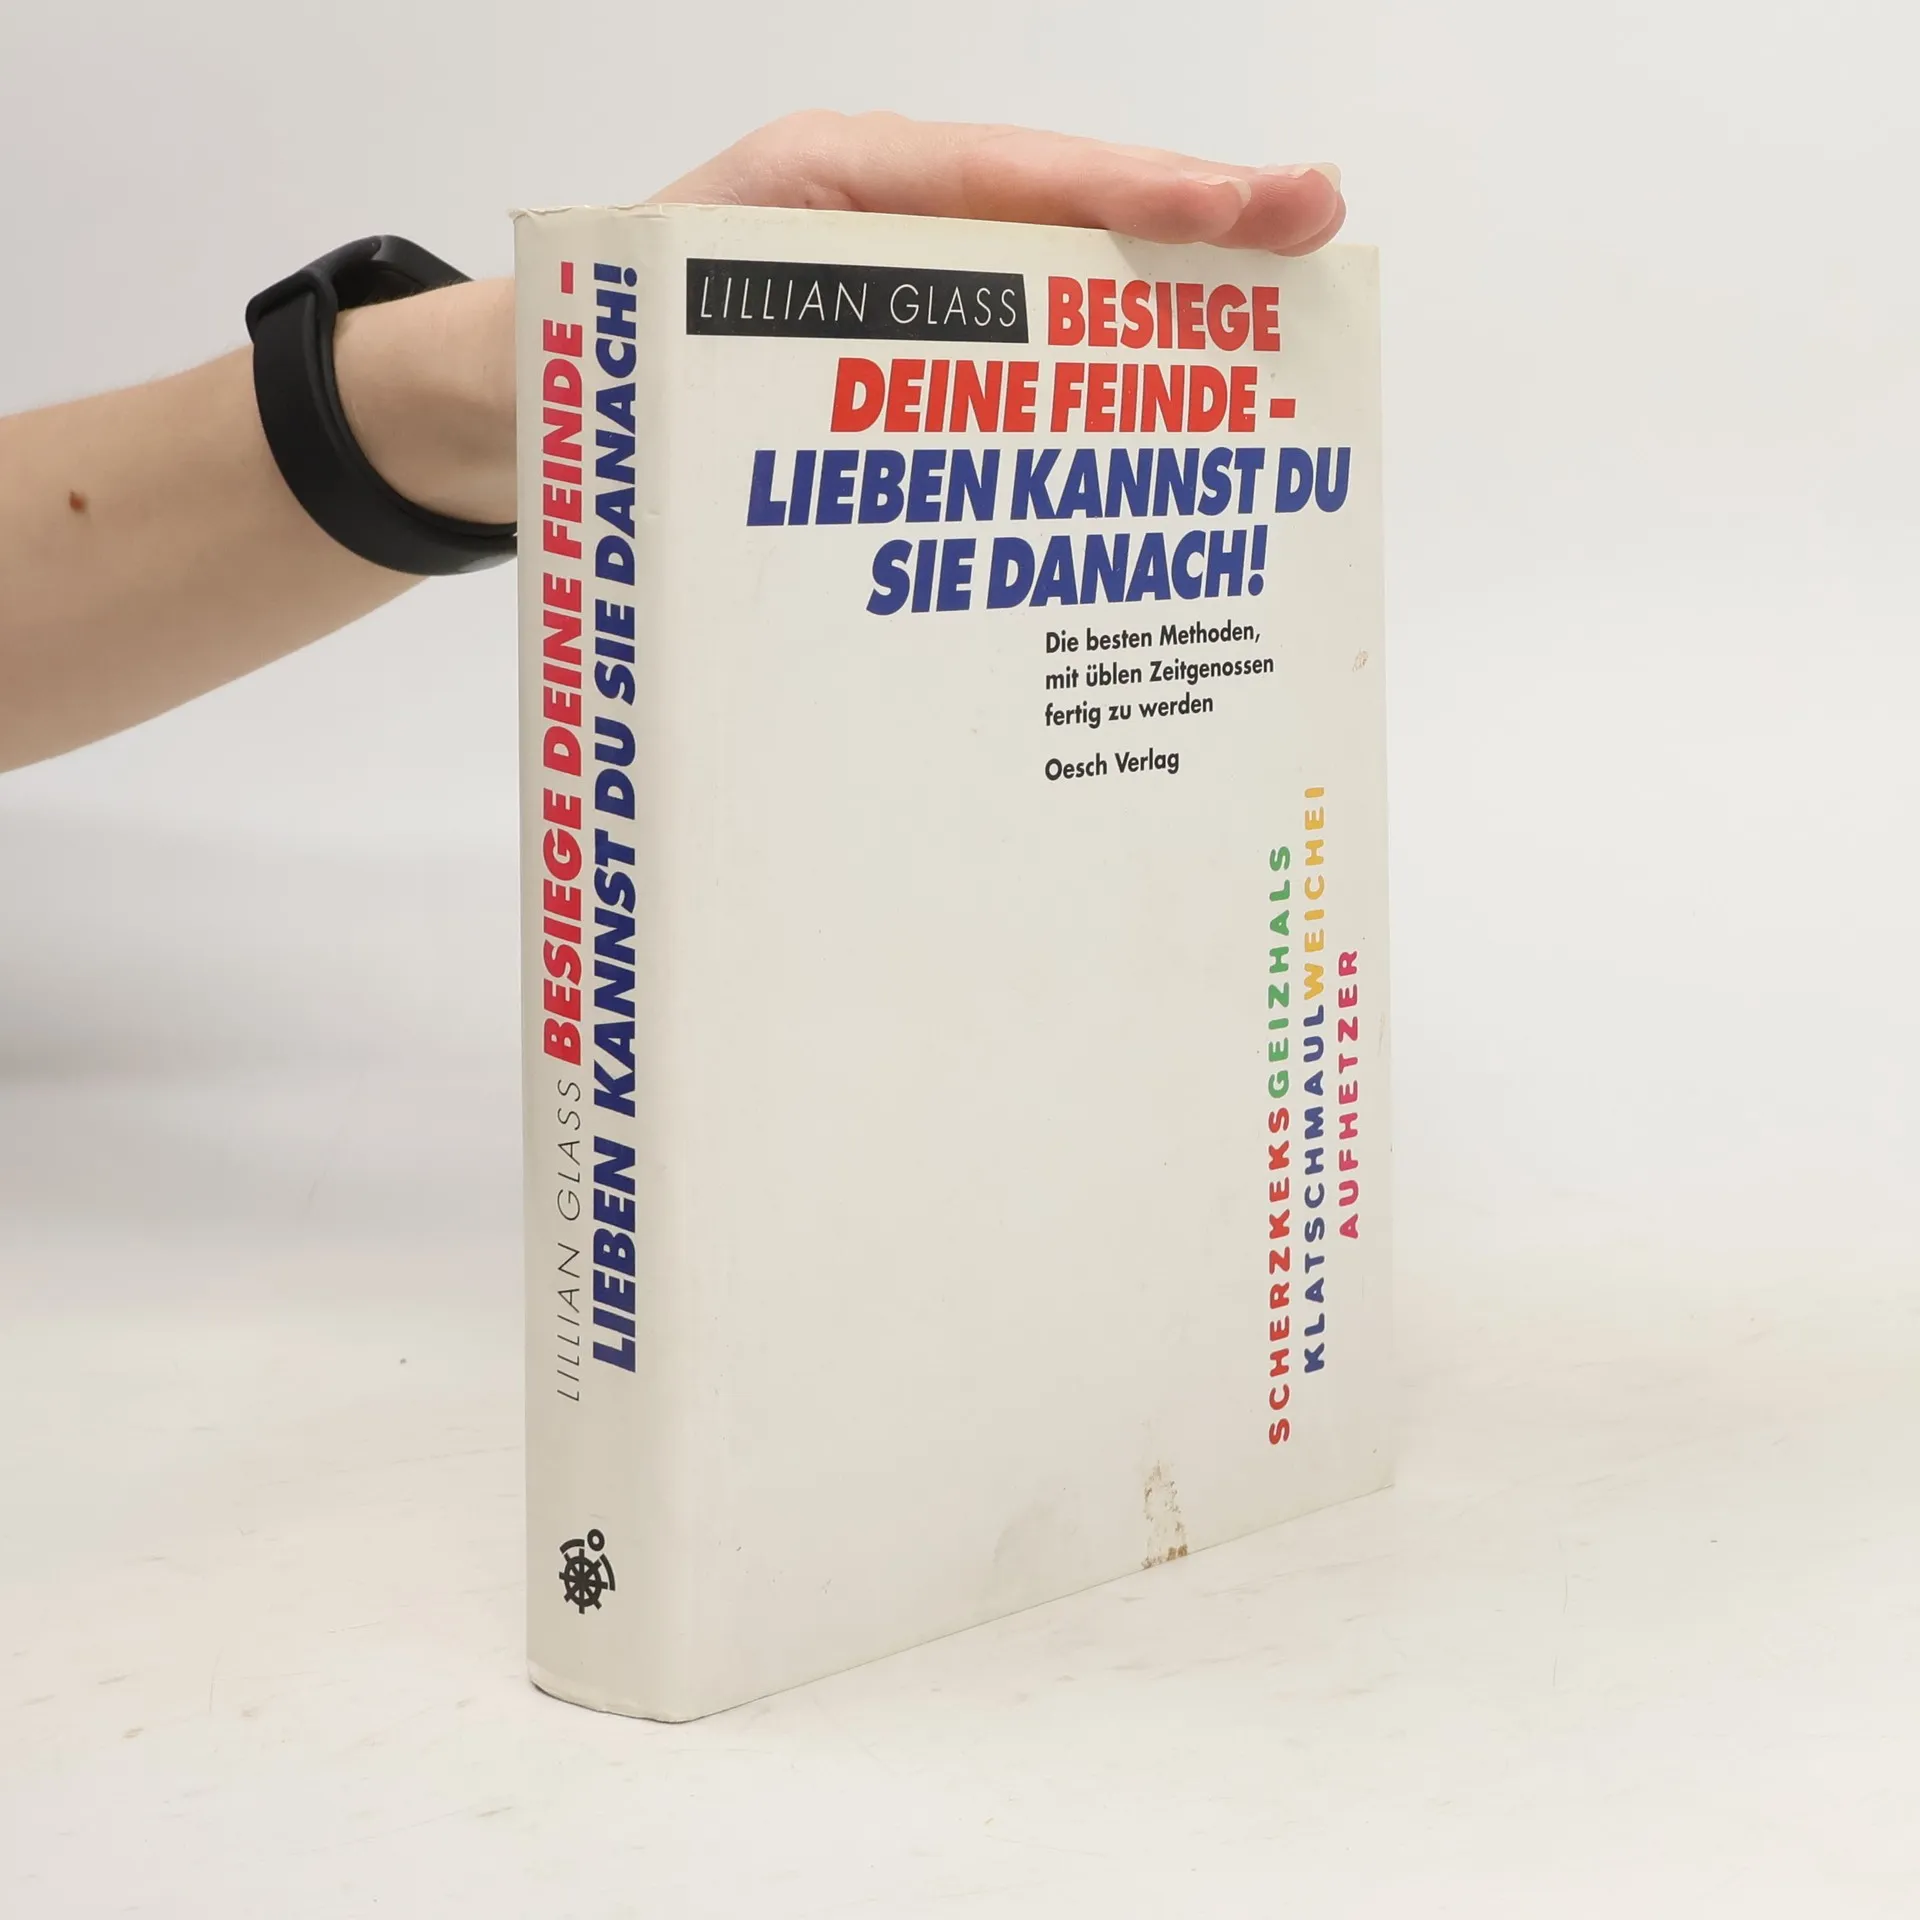 LILLIAN GLASS BESIEGE DEINE FEINDE –
LIEBEN KANNST DU SIE DANACH!
LILLIAN GLASS BESIEGE
DEINE FEINDE –
LIEBEN KANNST DU
SIE DANACH!
Die besten Methoden,
mit üblen Zeitgenossen
fertig zu werden
Oesch Verlag
SCHERZKEKSGEIZHALS
KLATSCHMAULWEICHEI
AUFHETZER